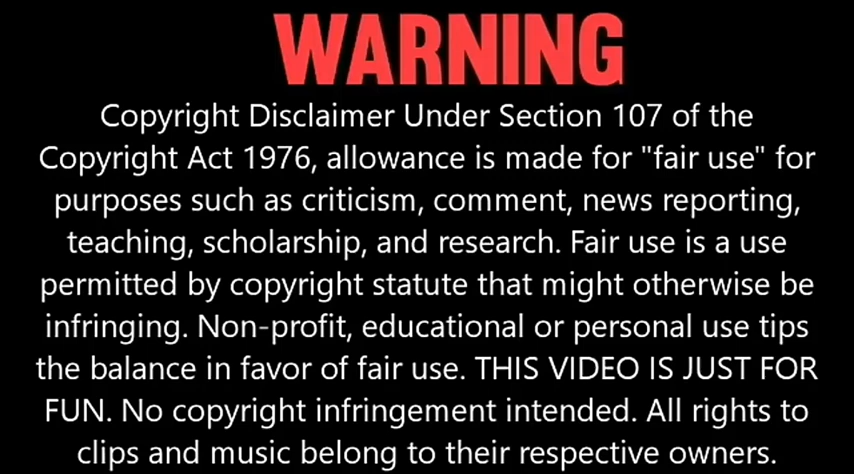 WARNING
Copyright Disclaimer Under Section 107 of the
Copyright Act 1976, allowance is made for "fair use" for
purposes such as criticism, comment, news reporting,
teaching, scholarship, and research. Fair use is a use
permitted by copyright statute that might otherwise be
infringing. Non-profit, educational or personal use tips
the balance in favor of fair use. THIS VIDEO IS JUST FOR
FUN. No copyright infringement intended. All rights to
clips and music belong to their respective owners.